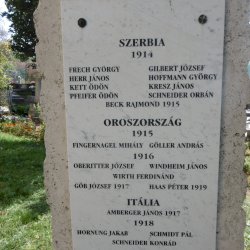 SZERBIA
1914
FRECH GYÖRGY GILBERT JÓZSEF
HERR JÁNOS HOFFMANN GYÖRGY
KETT ÖDÖN KRESZ JÁNOS
PFEIFER ÖDÖN SCHNEIDER ORBÁN
BECK RAJMOND 1915
OROSZORSZÁG
1915
FINGERNAGEL MIHÁLY GÖLLER ANDRÁS
1916
OBERITTER JÓZSEF WINDHEIM JÁNOS
WIRTH FERDINÁND
GÖB JÓZSEF 1917 HAAS PÉTER 1919
ITÁLIA
AMBERGER JÁNOS 1917
1918
HORNUNG JAKAB SCHMIDT PÁL
SCHNEIDER KONRÁD